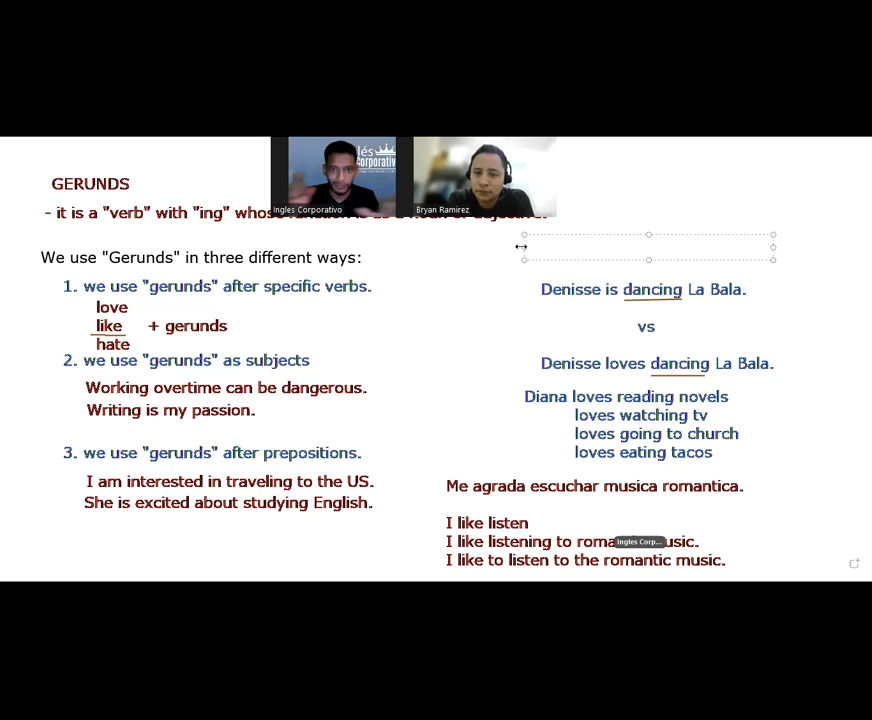 lés
Corporativo
Ingles Corporativo
Bryan Ramirez
GERUNDS
- it is a "verb" with "ing" whose
We use "Gerunds" in three different ways:
1. we use "gerunds" after specific verbs.
love
like + gerunds
hate
2. we use "gerunds" as subjects
Working overtime can be dangerous.
Writing is my passion.
3. we use "gerunds" after prepositions.
I am interested in traveling to the US.
She is excited about studying English.
Denisse is dancing La Bala.
vs
Denisse loves dancing La Bala.
Diana loves reading novels
loves watching tv
loves going to church
loves eating tacos
Me agrada escuchar musica romantica.
I like listen
I like listening to roma usic.
Ingles Corp...
I like to listen to the romantic music.